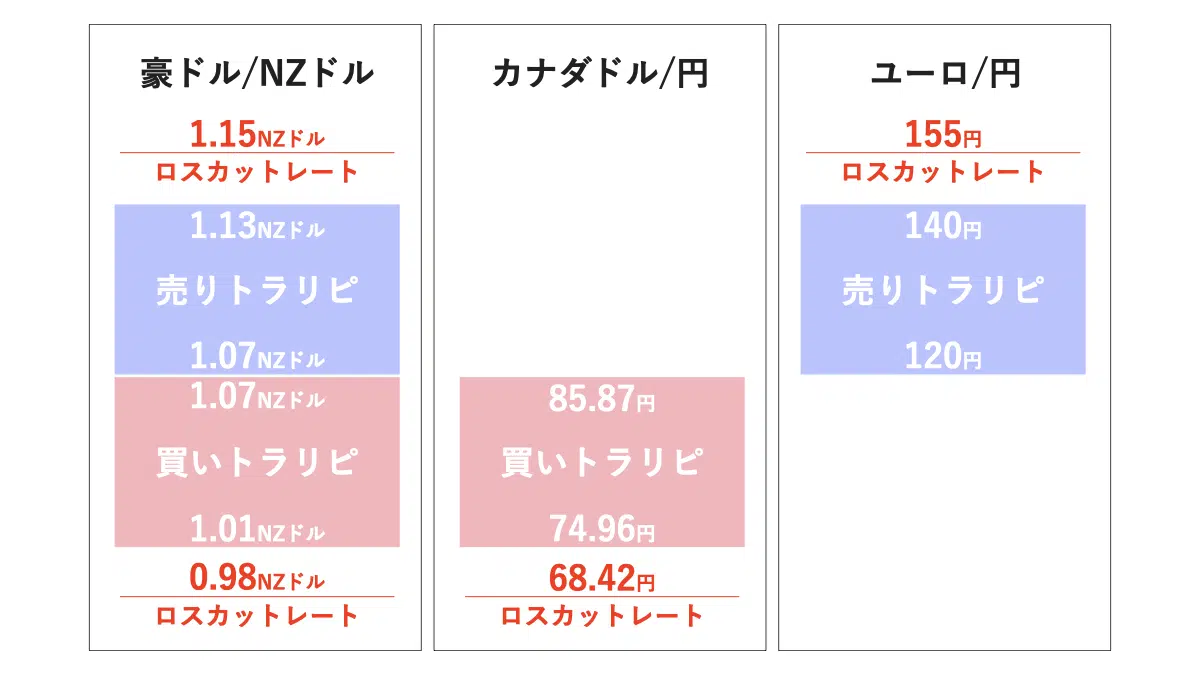 豪ドル/NZドル
1.15NZドル
ロスカットレート
1.13NZドル
売りトラリピ
1.07NZドル
1.07NZドル
買いトラリピ
1.01NZドル
0.98NZドル
ロスカットレート
カナダドル/円
85.87円
買いトラリピ
74.96円
68.42円
ロスカットレート
ユーロ/円
155円
ロスカットレート
140円
売りトラリピ
120円